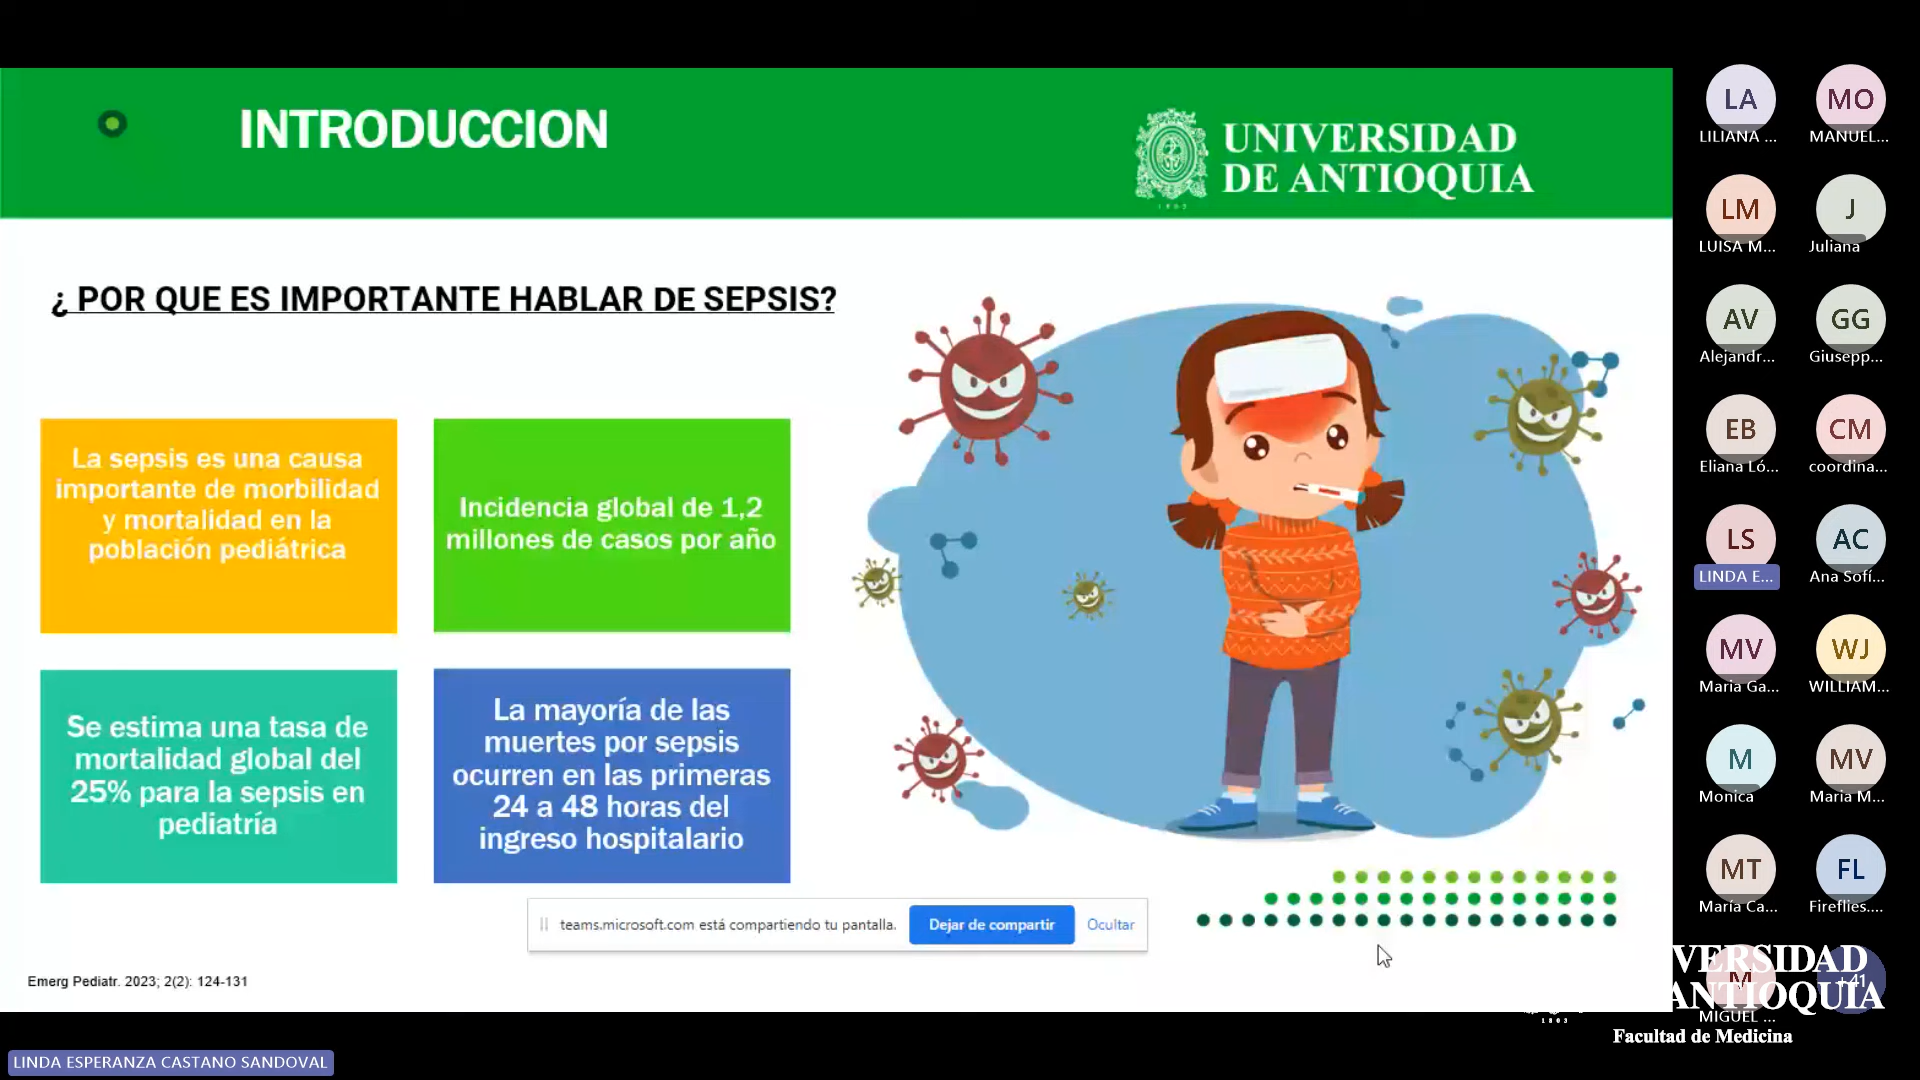 INTRODUCCION
UNIVERSIDAD
DE ANTIOQUIA
1803
¿ POR QUE ES IMPORTANTE HABLAR DE SEPSIS?
La sepsis es una causa
importante de morbilidad
y mortalidad en la
población pediátrica
Incidencia global de 1,2
millones de casos por año
Se estima una tasa de
mortalidad global del
25% para la sepsis en
pediatría
La mayoría de las
muertes por sepsis
ocurren en las primeras
24 a 48 horas del
ingreso hospitalario
teams.microsoft.com está compartiendo tu pantalla.
Dejar de compartir
Ocultar
Emerg Pediatr. 2023; 2(2): 124-131
LINDA ESPERANZA CASTANO SANDOVAL
LA
LILIANA ...
MO
MANUEL...
LM
LUISA M...
J
Juliana
AV
Alejandr...
GG
Giusepp...
EB
Eliana Ló...
CM
coordina...
LS
LINDA E...
AC
Ana Sofí...
MV
Maria Ga...
WJ
WILLIAM...
M
Monica
MV
Maria M...
MT
María Ca...
FL
Fireflies....
M
MIGUEL ...
+41
VERSIDAD
ANTIOQUIA
1803
Facultad de Medicina